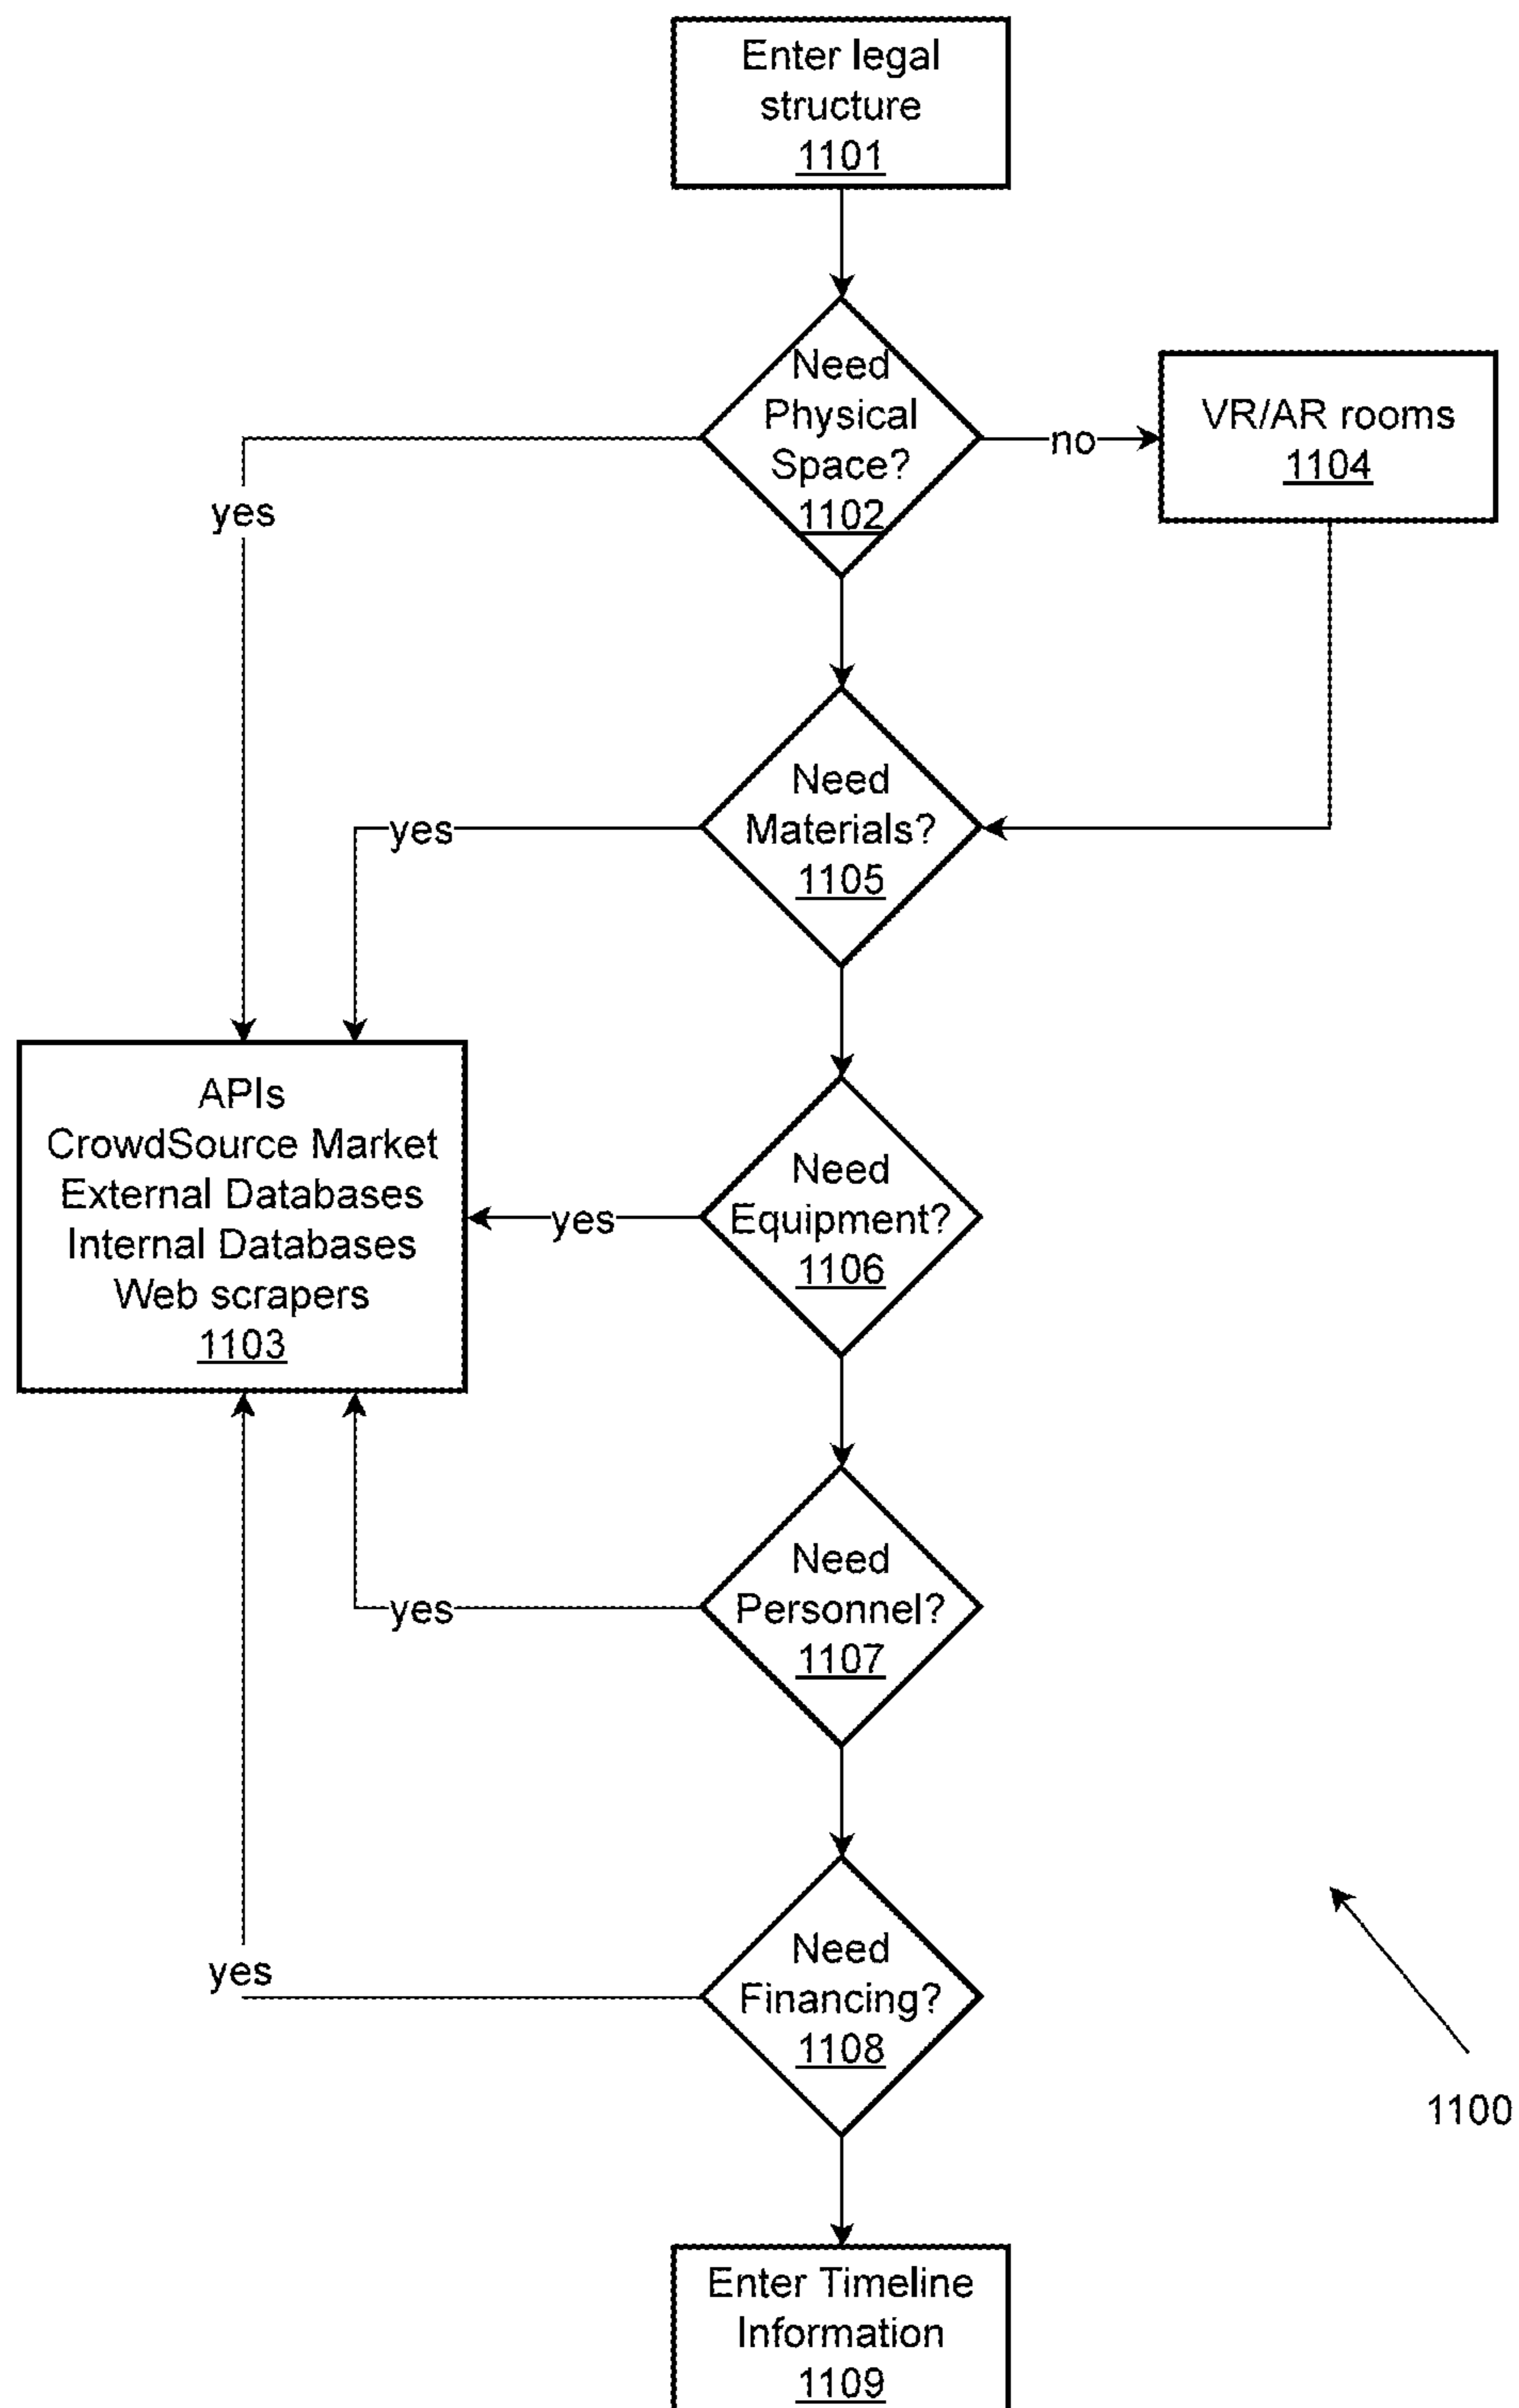 Enter legal
structure
1101
Need
Physical
Space?
1102
no
VR/AR rooms
1104
yes
Need
Materials?
1105
yes
APIs
CrowdSource Market
External Databases
Internal Databases
Web scrapers
1103
Need
Equipment?
1106
yes
Need
Personnel?
1107
yes
Need
Financing?
1108
yes
1100
Enter Timeline
Information
1109